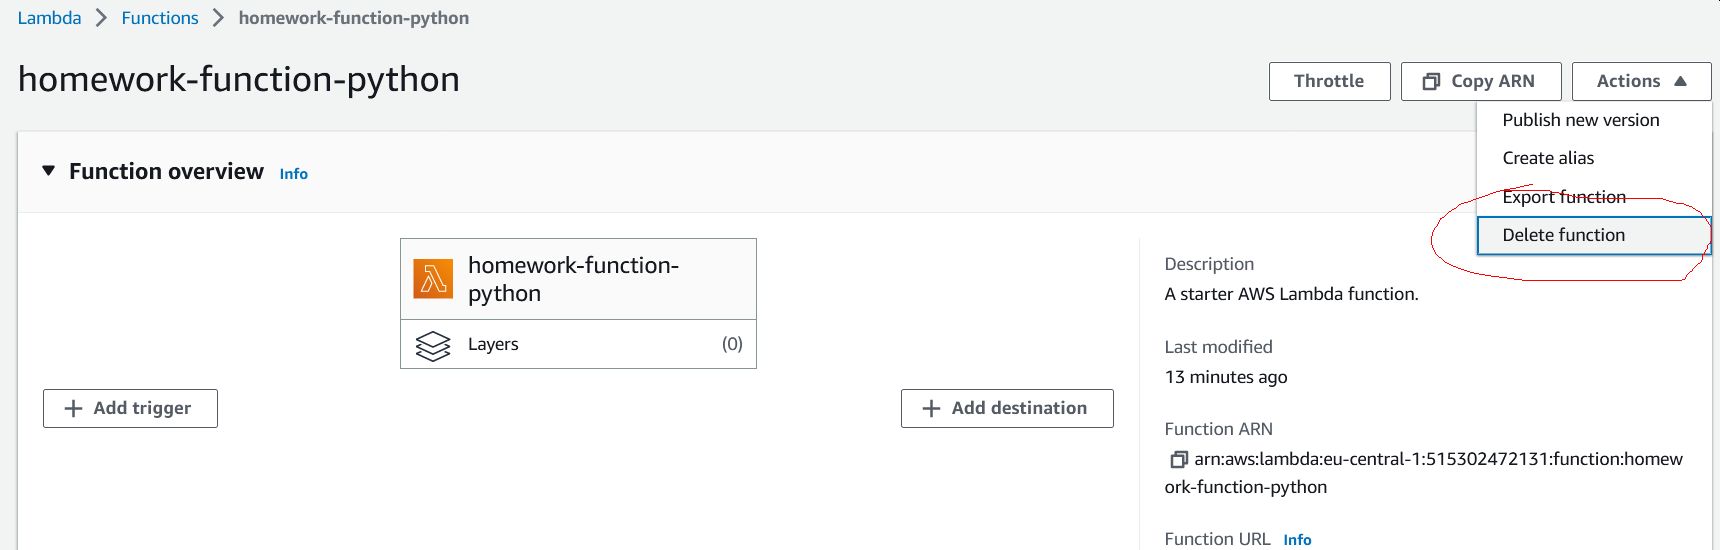 Lambda > Functions > homework-function-python
homework-function-python
Throttle
Copy ARN
Actions
Publish new version
Create alias
Export function
Delete function
Function overview Info
homework-function-
python
Layers (0)
Add trigger
Add destination
Description
A starter AWS Lambda function.
Last modified
13 minutes ago
Function ARN
arn:aws:lambda:eu-central-1:515302472131:function:homew
ork-function-python
Function URL Info